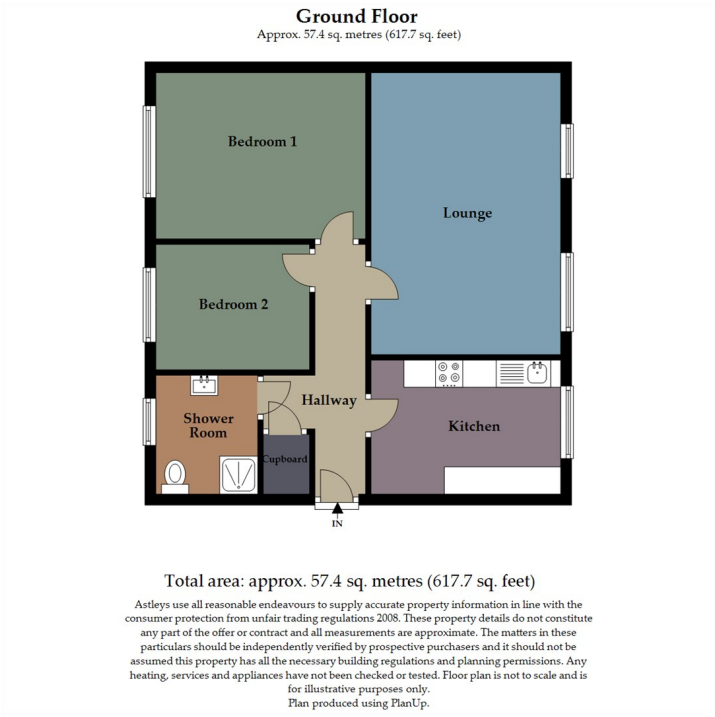 Ground Floor
Approx. 57.4 sq. metres (617.7 sq. feet)
Bedroom 1
Lounge
Bedroom 2
Hallway
Shower
Room
Kitchen
Cupboard
IN
Total area: approx. 57.4 sq. metres (617.7 sq. feet)
Astleys use all reasonable endeavours to supply accurate property information in line with the
consumer protection from unfair trading regulations 2008. These property details do not constitute
any part of the offer or contract and all measurements are approximate. The matters in these
particulars should be independently verified by prospective purchasers and it should not be
assumed this property has all the necessary building regulations and planning permissions. Any
heating, services and appliances have not been checked or tested. Floor plan is not to scale and is
for illustrative purposes only.
Plan produced using PlanUp.